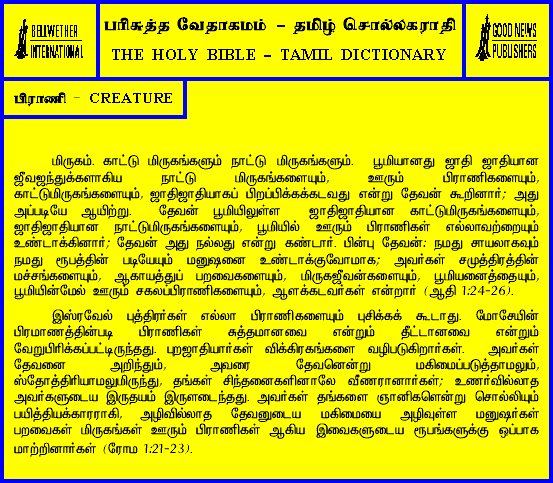 BELLWETHER
INTERNATIONAL
பரிசுத்த வேதாகமம் - தமிழ் சொல்லகராதி
THE HOLY BIBLE - TAMIL DICTIONARY
GOOD NEWS
PUBLISHERS
பிராணி - CREATURE
மிருகம். காட்டு மிருகங்களும் நாட்டு மிருகங்களும். பூமியானது ஜாதி ஜாதியான
ஜீவஜந்துக்களாகிய நாட்டு மிருகங்களையும், ஊரும் பிராணிகளையும்,
காட்டுமிருகங்களையும், ஜாதிஜாதியாகப் பிறப்பிக்கக்கடவது என்று தேவன் கூறினார்; அது
அப்படியே ஆயிற்று. தேவன் பூமியிலுள்ள ஜாதிஜாதியான காட்டுமிருகங்களையும்,
ஜாதிஜாதியான நாட்டுமிருகங்களையும், பூமியில் ஊரும் பிராணிகள் எல்லாவற்றையும்
உண்டாக்கினார்; தேவன் அது நல்லது என்று கண்டார். பின்பு தேவன்: நமது சாயலாகவும்
நமது ரூபத்தின் படியேயும் மனுஷனை உண்டாக்குவோமாக; அவர்கள் சமுத்திரத்தின்
மச்சங்களையும், ஆகாயத்துப் பறவைகளையும், மிருகஜீவன்களையும், பூமியனைத்தையும்,
பூமியின்மேல் ஊரும் சகலப்பிராணிகளையும், ஆளக்கடவர்கள் என்றார் (ஆதி 1:24-26).
இஸ்ரவேல் புத்திரர்கள் எல்லா பிராணிகளையும் புசிக்கக் கூடாது. மோசேயின்
பிரமாணத்தின்படி பிராணிகள் சுத்தமானவை என்றும் தீட்டானவை என்றும்
வேறுபிரிக்கப்பட்டிருந்தது. புறஜாதியார்கள் விக்கிரகங்களை வழிபடுகிறார்கள். அவர்கள்
தேவனை அறிந்தும், அவரை தேவனென்று மகிமைப்படுத்தாமலும்,
ஸ்தோத்திரியாமலுமிருந்து, தங்கள் சிந்தனைகளினாலே வீணரானார்கள்; உணர்வில்லாத
அவர்களுடைய இருதயம் இருளடைந்தது. அவர்கள் தங்களை ஞானிகளென்று சொல்லியும்
பயித்தியக்காரராகி, அழிவில்லாத தேவனுடைய மகிமையை அழிவுள்ள மனுஷர்கள்
பறவைகள் மிருகங்கள் ஊரும் பிராணிகள் ஆகிய இவைகளுடைய ரூபங்களுக்கு ஒப்பாக
மாற்றினார்கள் (ரோம 1:21-23).